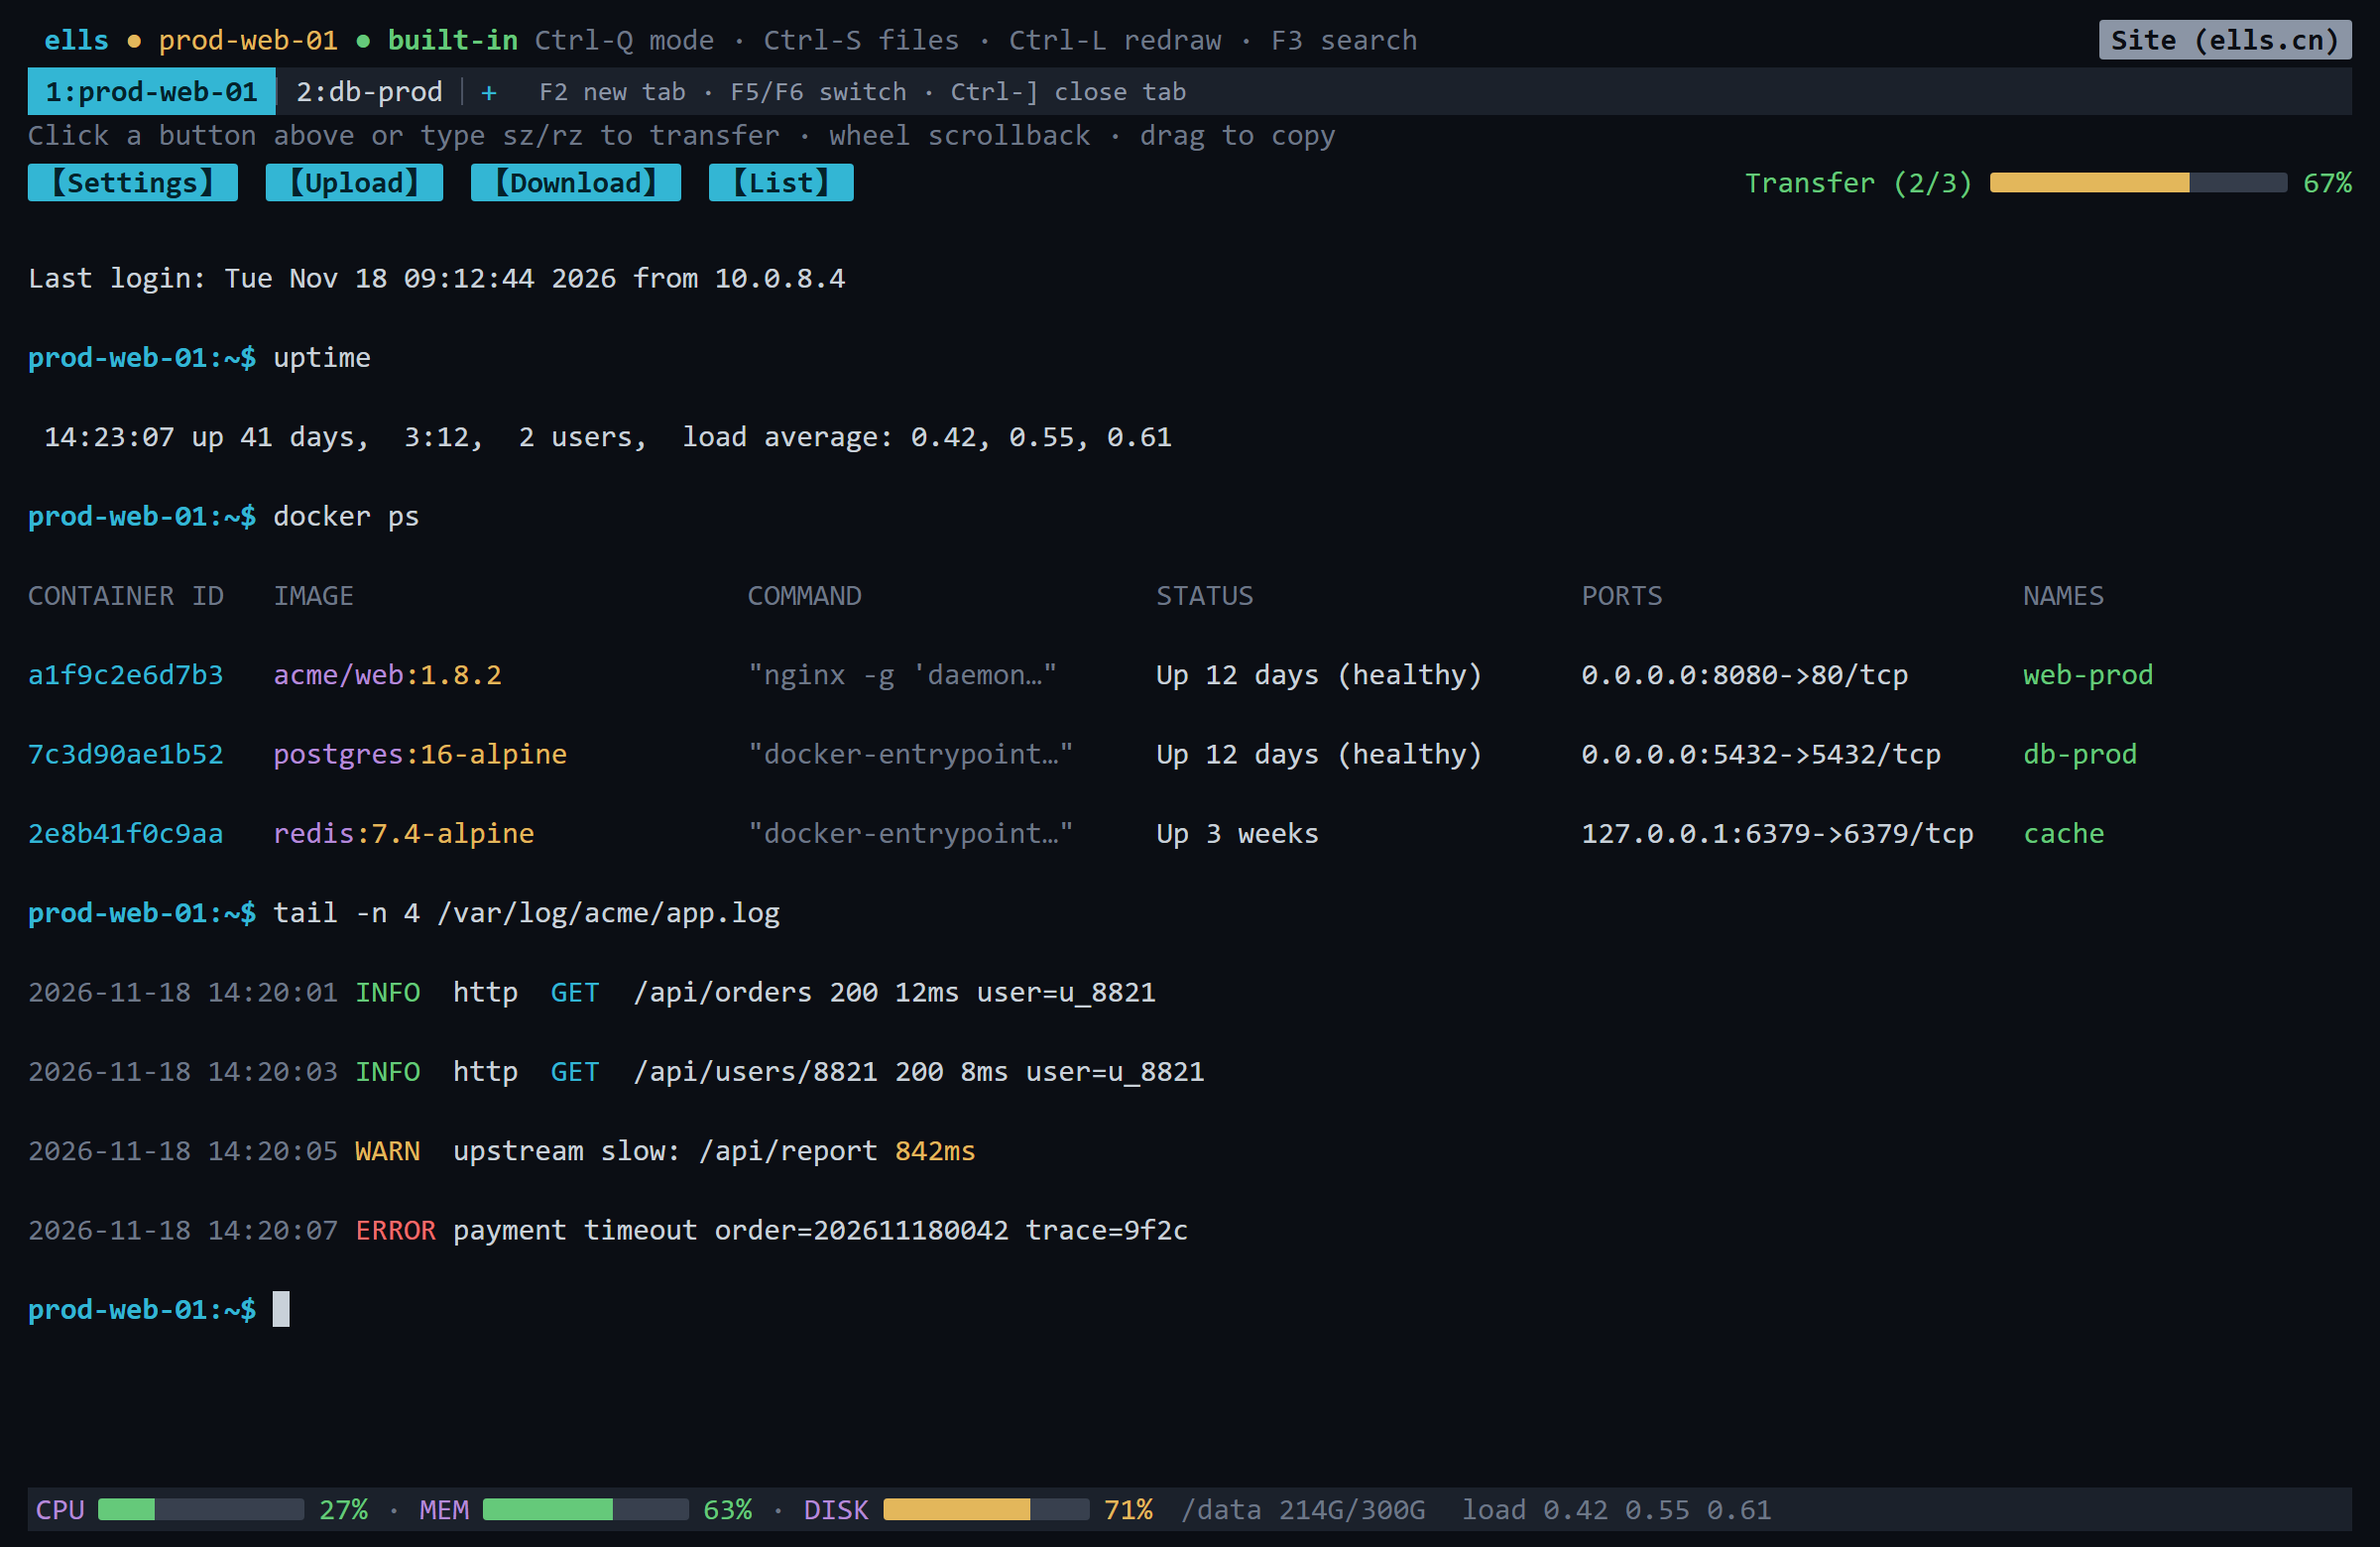 ells ● prod-web-01 ● built-in Ctrl-Q mode · Ctrl-S files · Ctrl-L redraw · F3 search Site (ells.cn)
1:prod-web-01 │ 2:db-prod │ + F2 new tab · F5/F6 switch · Ctrl-] close tab
Click a button above or type sz/rz to transfer · wheel scrollback · drag to copy
【Settings】 【Upload】 【Download】 【List】 Transfer (2/3) 67%
Last login: Tue Nov 18 09:12:44 2026 from 10.0.8.4
prod-web-01:~$ uptime
14:23:07 up 41 days,  3:12,  2 users,  load average: 0.42, 0.55, 0.61
prod-web-01:~$ docker ps
CONTAINER ID   IMAGE   COMMAND   STATUS   PORTS   NAMES
a1f9c2e6d7b3   acme/web:1.8.2   "nginx -g 'daemon…"   Up 12 days (healthy)   0.0.0.0:8080->80/tcp   web-prod
7c3d90ae1b52   postgres:16-alpine   "docker-entrypoint…"   Up 12 days (healthy)   0.0.0.0:5432->5432/tcp   db-prod
2e8b41f0c9aa   redis:7.4-alpine   "docker-entrypoint…"   Up 3 weeks   127.0.0.1:6379->6379/tcp   cache
prod-web-01:~$ tail -n 4 /var/log/acme/app.log
2026-11-18 14:20:01 INFO  http  GET  /api/orders 200 12ms user=u_8821
2026-11-18 14:20:03 INFO  http  GET  /api/users/8821 200 8ms user=u_8821
2026-11-18 14:20:05 WARN  upstream slow: /api/report 842ms
2026-11-18 14:20:07 ERROR payment timeout order=202611180042 trace=9f2c
prod-web-01:~$
CPU 27% · MEM 63% · DISK 71% /data 214G/300G load 0.42 0.55 0.61